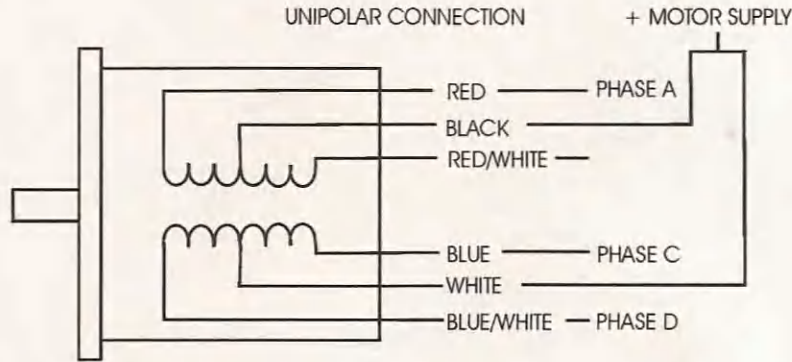 UNIPOLAR CONNECTION
+ MOTOR SUPPLY
RED PHASE A
BLACK
RED/WHITE
BLUE PHASE C
WHITE
BLUE/WHITE PHASE D